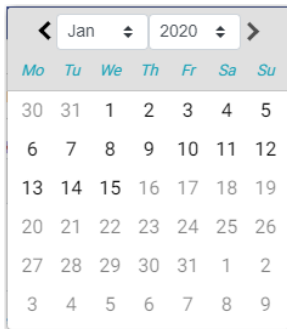 Jan 2020
Mo Tu We Th Fr Sa Su
30 31 1 2 3 4 5
6 7 8 9 10 11 12
13 14 15 16 17 18 19
20 21 22 23 24 25 26
27 28 29 30 31 1 2
3 4 5 6 7 8 9